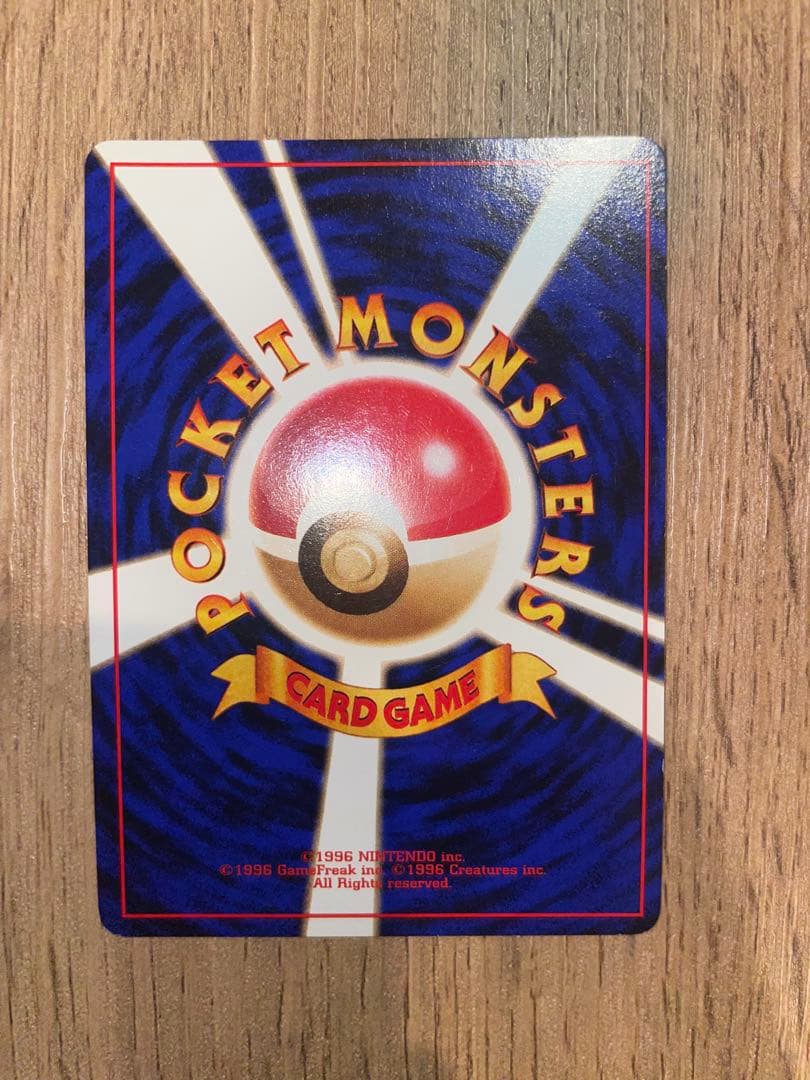 POCKET MONSTERS
CARD GAME
©1996 NINTENDO inc.
©1996 GameFreak inc. ©1996 Creatures inc.
All Rights reserved.